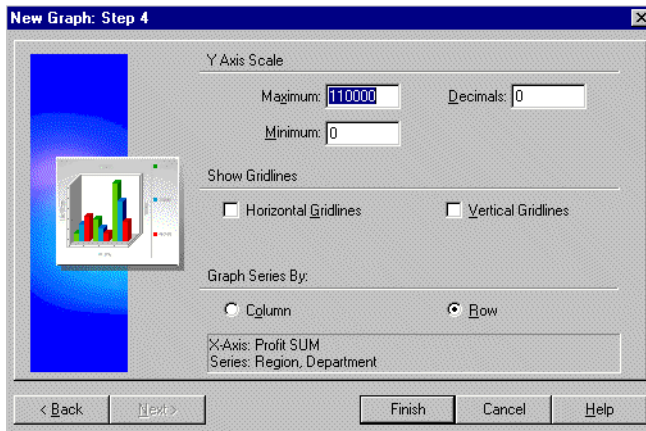 New Graph: Step 4
Y Axis Scale
Maximum: 110000 Decimals: 0
Minimum: 0
Show Gridlines
Horizontal Gridlines Vertical Gridlines
Graph Series By:
Column Row
X-Axis: Profit SUM
Series: Region, Department
< Back Next > Finish Cancel Help